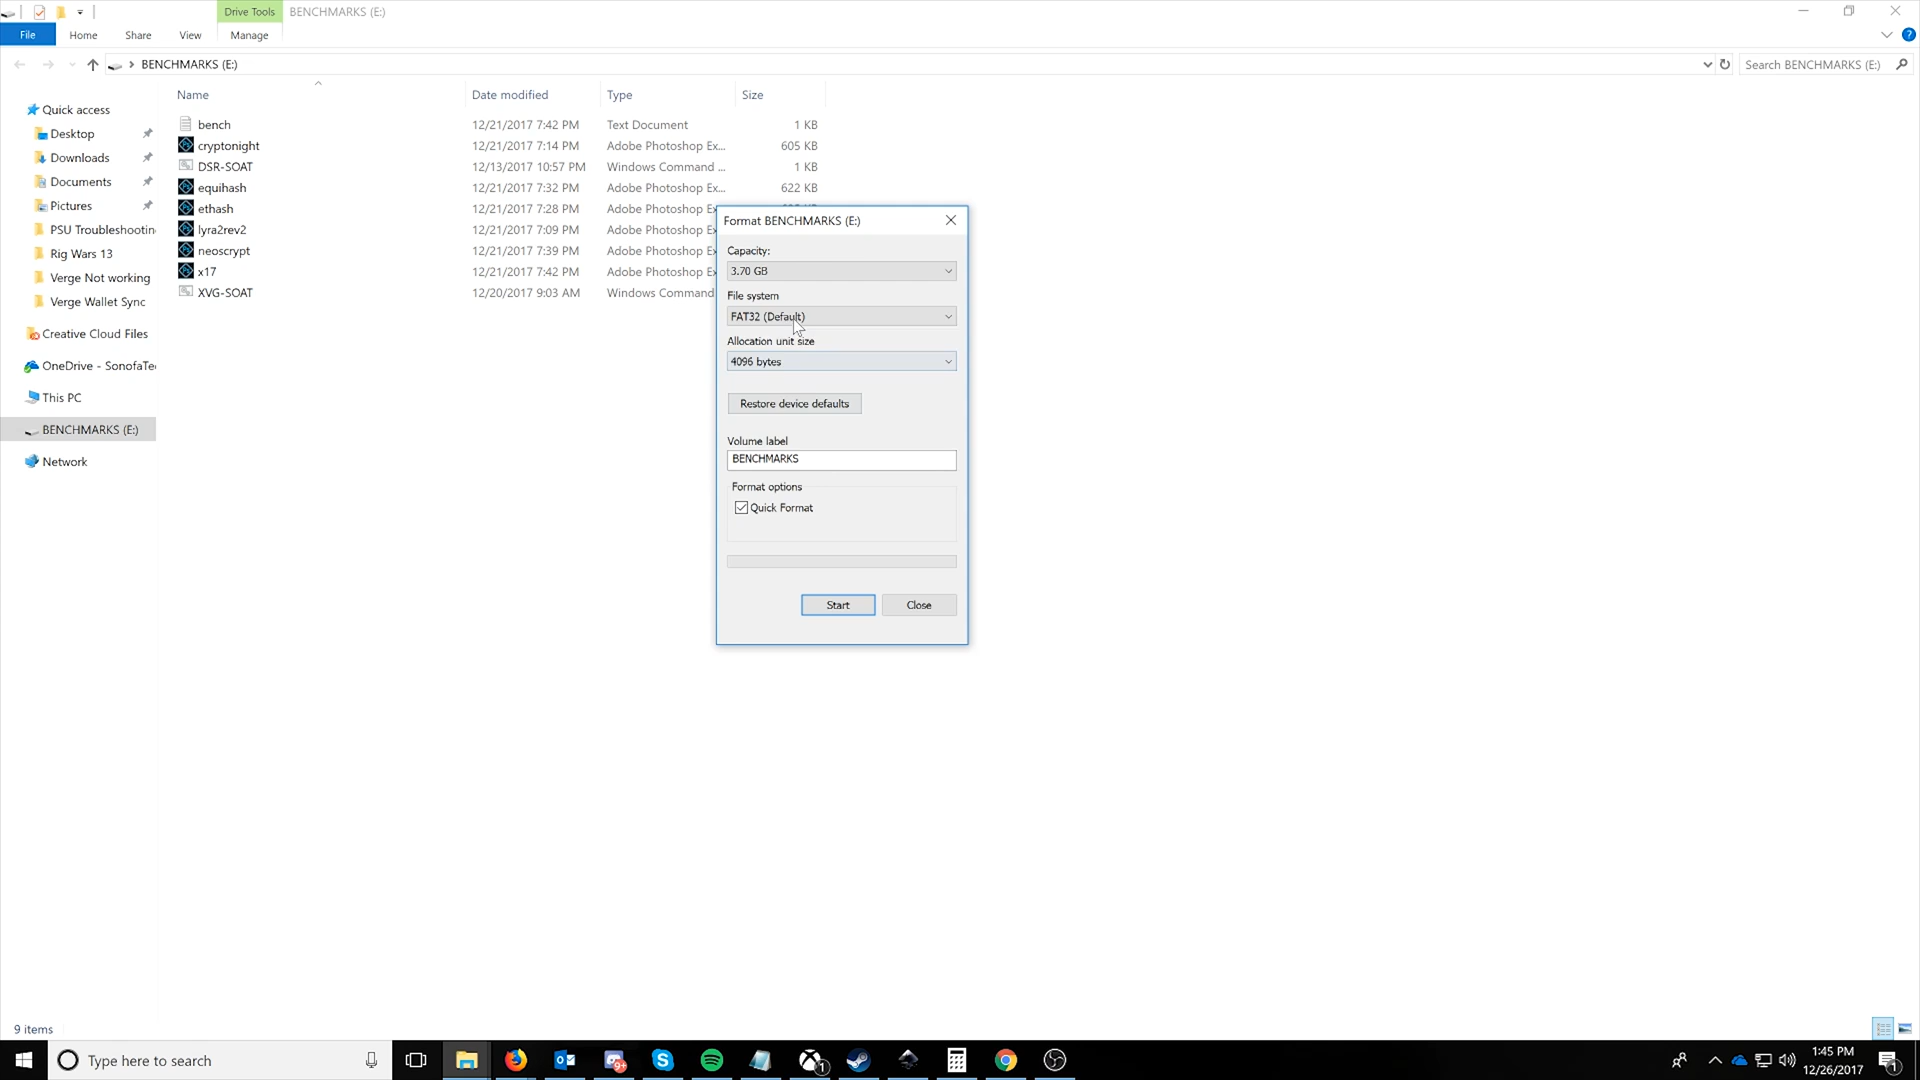 Drive Tools BENCHMARKS (E:)
File Home Share View Manage
BENCHMARKS (E:) Search BENCHMARKS (E:)
Name Date modified Type Size
Quick access
Desktop
Downloads
Documents
Pictures
PSU Troubleshootin
Rig Wars 13
Verge Not working
Verge Wallet Sync
Creative Cloud Files
OneDrive - SonofaTe
This PC
BENCHMARKS (E:)
Network
bench 12/21/2017 7:42 PM Text Document 1 KB
cryptonight 12/21/2017 7:14 PM Adobe Photoshop Ex... 605 KB
DSR-SOAT 12/13/2017 10:57 PM Windows Command ... 1 KB
equihash 12/21/2017 7:32 PM Adobe Photoshop Ex... 622 KB
ethash 12/21/2017 7:28 PM Adobe Photoshop Ex
lyra2rev2 12/21/2017 7:09 PM Adobe Photoshop Ex
neoscrypt 12/21/2017 7:39 PM Adobe Photoshop Ex
x17 12/21/2017 7:42 PM Adobe Photoshop Ex
XVG-SOAT 12/20/2017 9:03 AM Windows Command
Format BENCHMARKS (E:)
Capacity:
3.70 GB
File system
FAT32 (Default)
Allocation unit size
4096 bytes
Restore device defaults
Volume label
BENCHMARKS
Format options
Quick Format
Start Close
9 items
Type here to search
9+
1
1:45 PM
12/26/2017
1